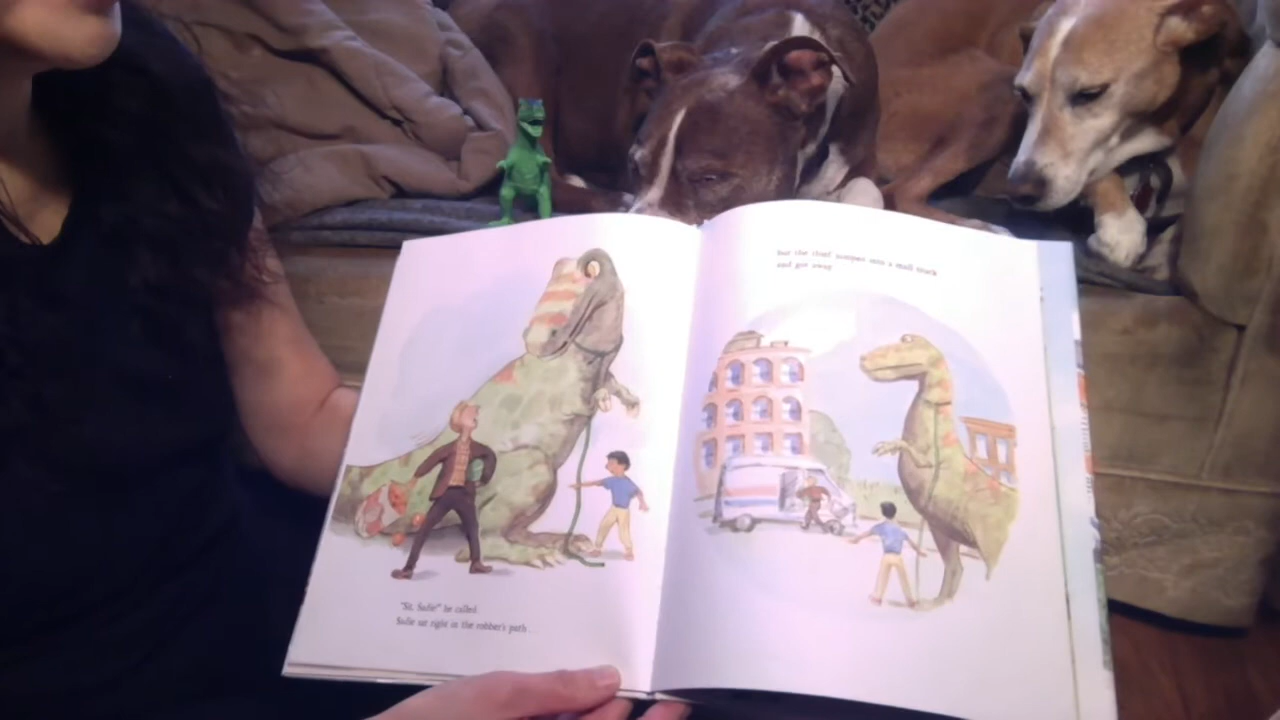 "Sit, Sadie!" he called.
Sadie sat right in the robber's path.
But the thief jumped into a mail truck
and got away.